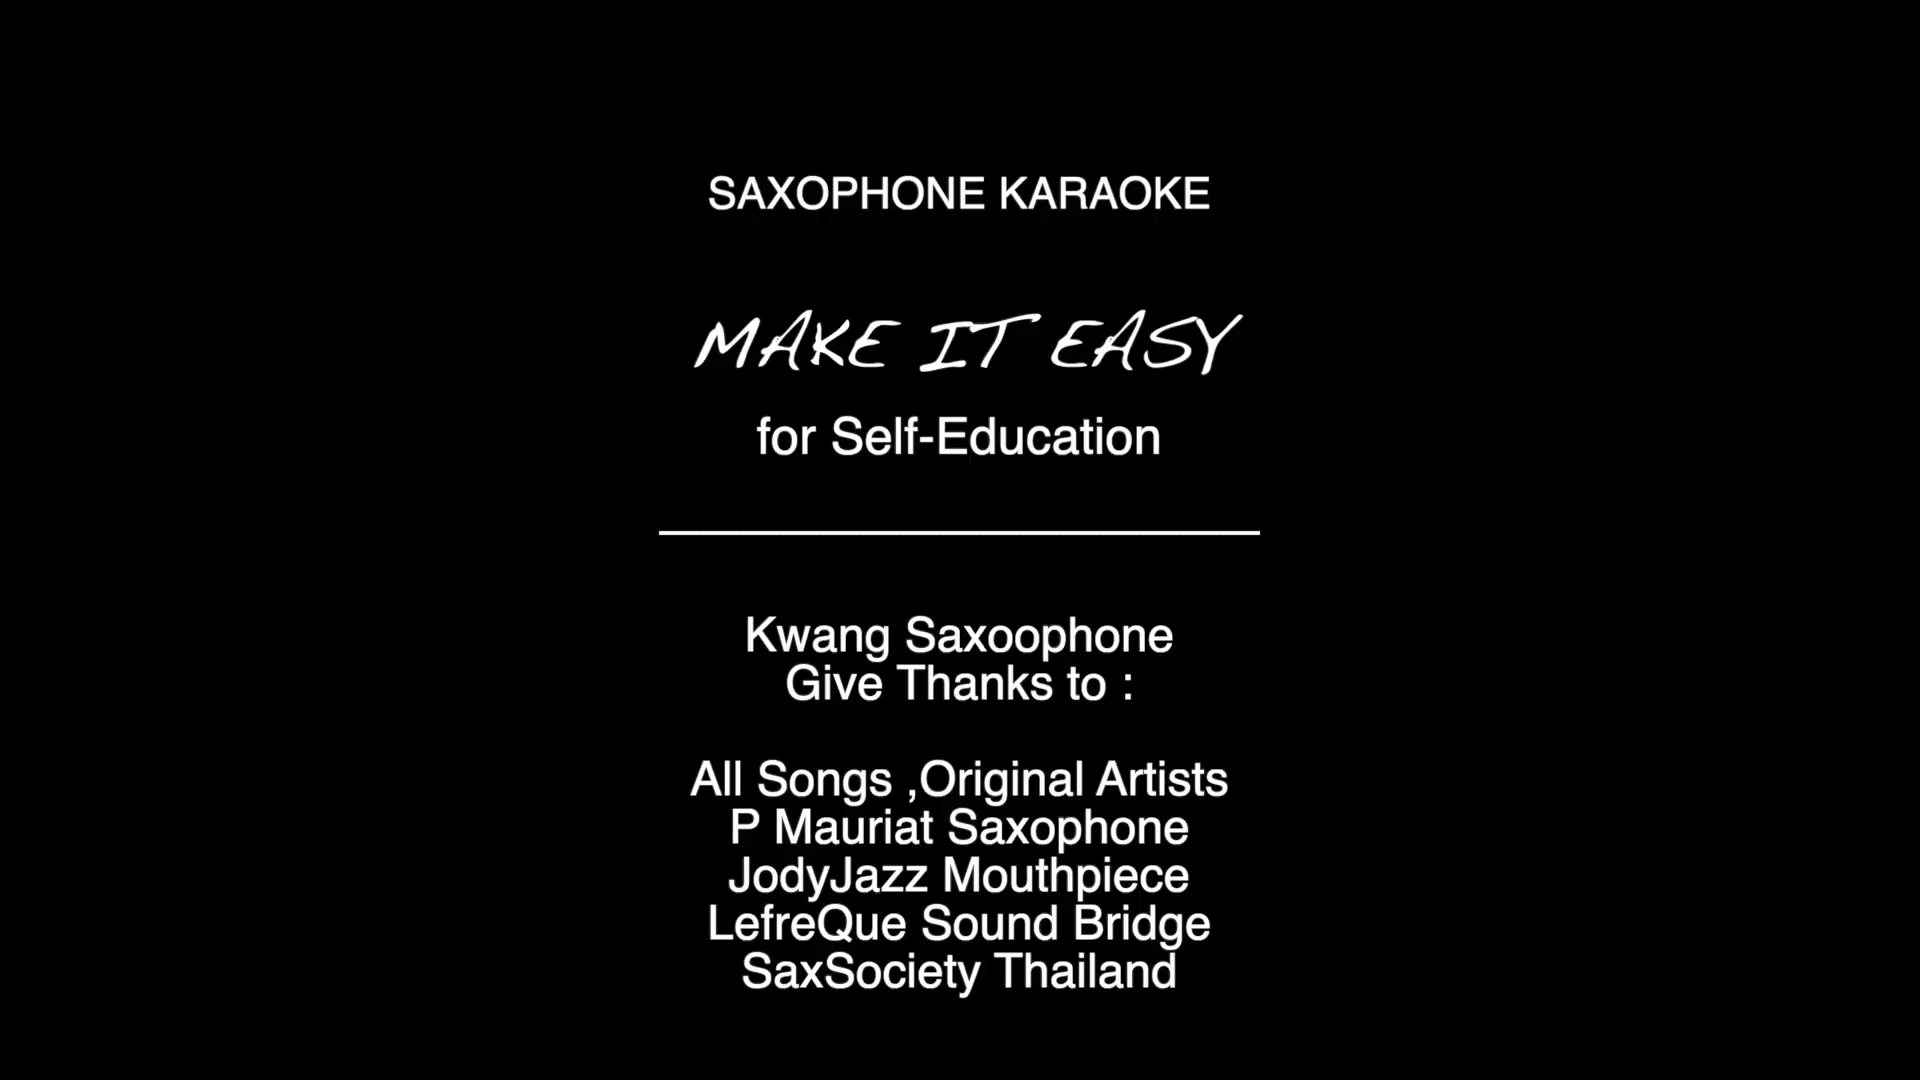 SAXOPHONE KARAOKE
MAKE IT EASY
for Self-Education
Kwang Saxoophone
Give Thanks to :
All Songs ,Original Artists
P Mauriat Saxophone
JodyJazz Mouthpiece
LefreQue Sound Bridge
SaxSociety Thailand